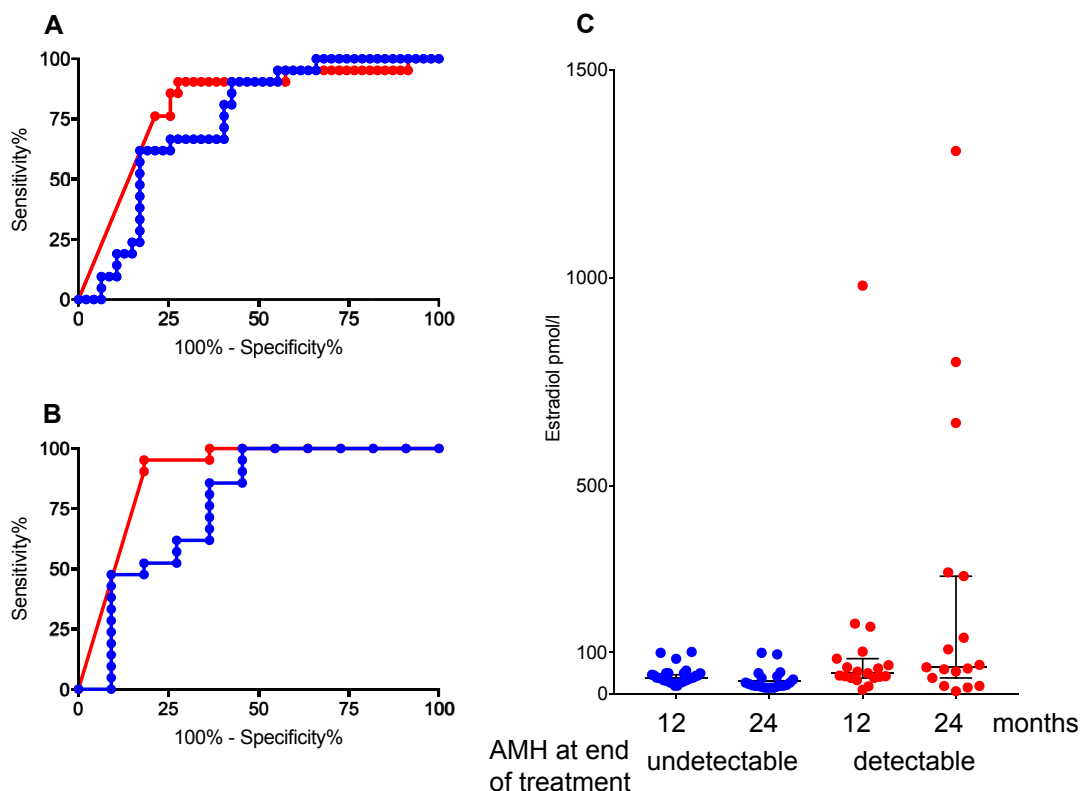 A
Sensitivity%
100
75
50
25
0
0 25 50 75 100
100% - Specificity%
B
Sensitivity%
100
75
50
25
0
0 25 50 75 100
100% - Specificity%
C
Estradiol pmol/l
1500
1000
500
100
0
12 24 12 24 months
AMH at end
of treatment
undetectable detectable